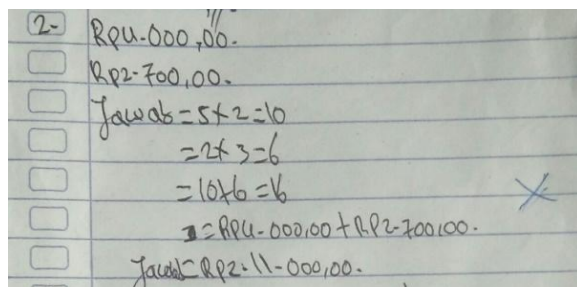 2- Rp4.000,00.
Rp2.700,00.
Jawab = 5 x 2 = 10
= 2 x 3 = 6
= 10 + 6 = 16
= Rp4.000,00 + Rp2.700,00.
Jawab = Rp2.11.000,00.